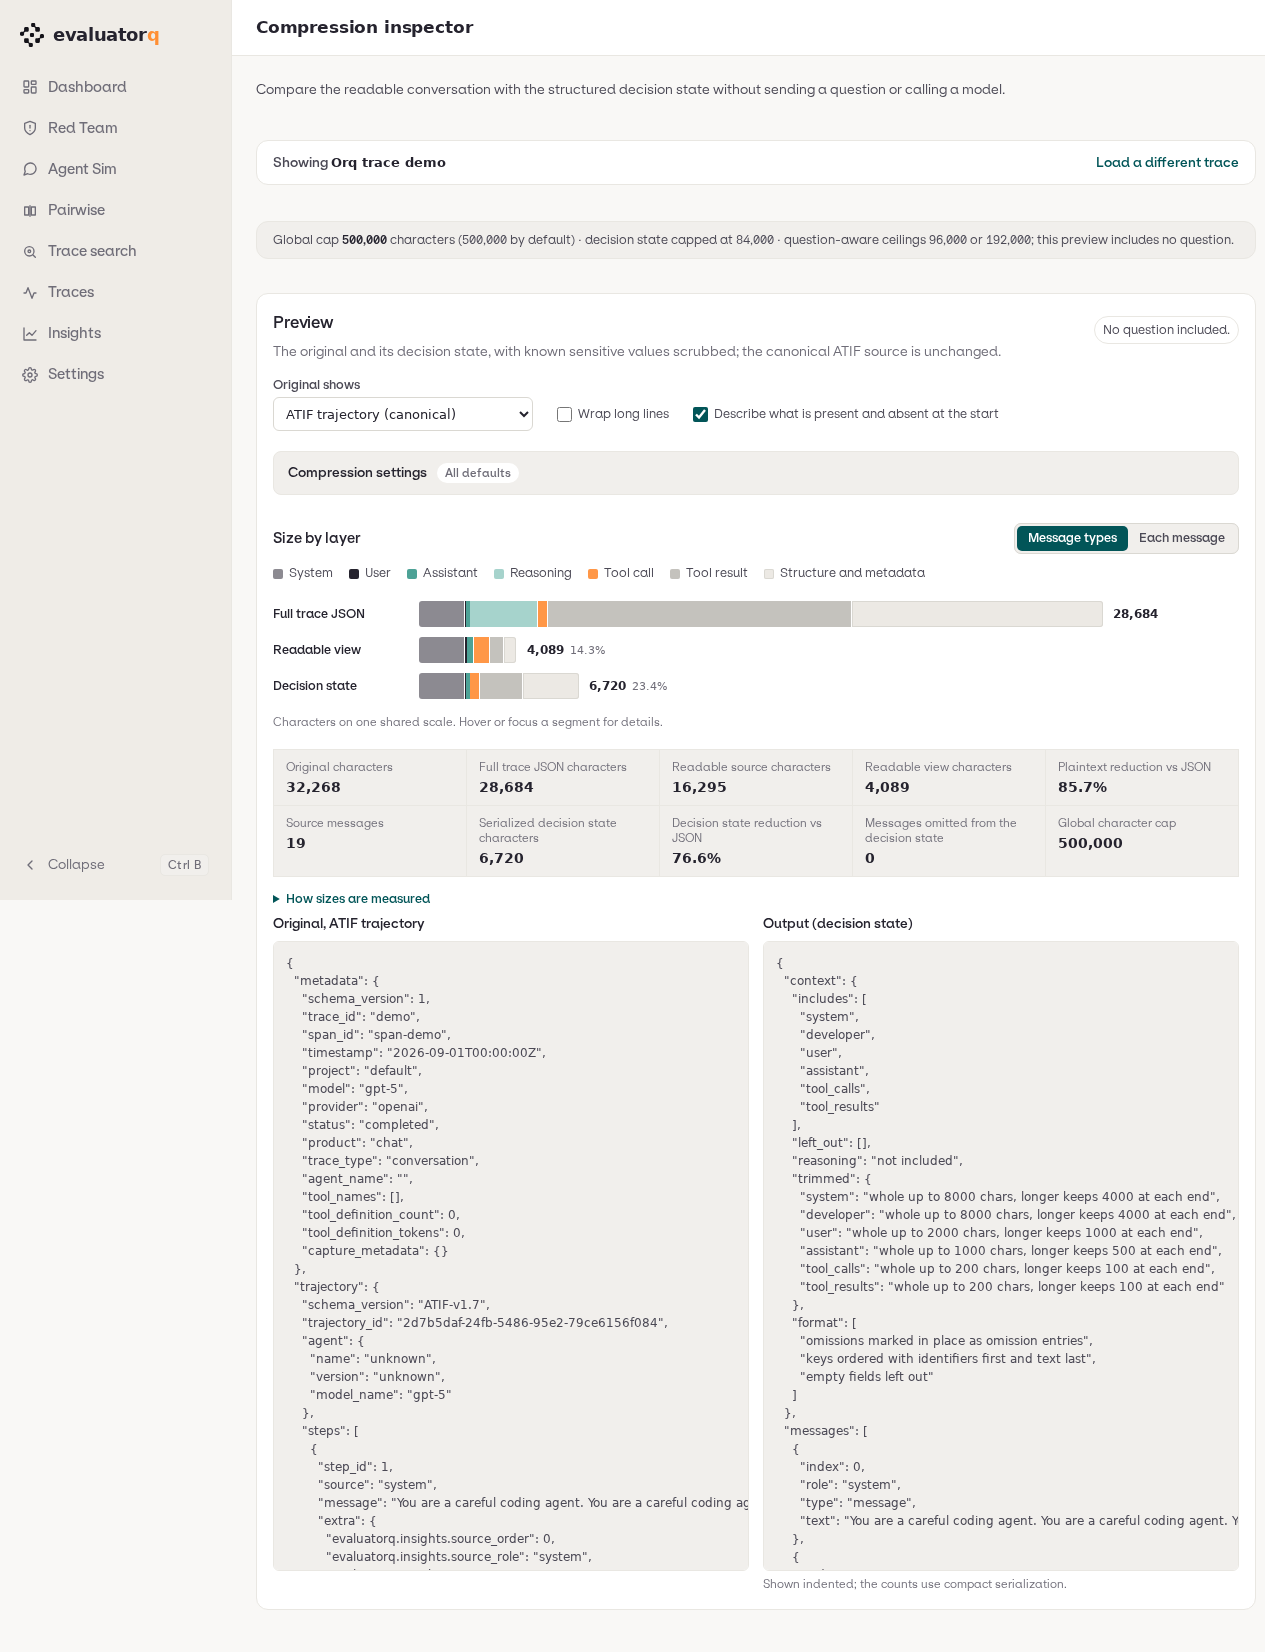 evaluatorq
Dashboard
Red Team
Agent Sim
Pairwise
Trace search
Traces
Insights
Settings
Collapse
Ctrl B
Compression inspector
Compare the readable conversation with the structured decision state without sending a question or calling a model.
Showing Orq trace demo
Load a different trace
Global cap 500,000 characters (500,000 by default) · decision state capped at 84,000 · question-aware ceilings 96,000 or 192,000; this preview includes no question.
Preview
No question included.
The original and its decision state, with known sensitive values scrubbed; the canonical ATIF source is unchanged.
Original shows
ATIF trajectory (canonical)
Wrap long lines
Describe what is present and absent at the start
Compression settings All defaults
Size by layer
Message types Each message
System User Assistant Reasoning Tool call Tool result Structure and metadata
Full trace JSON 28,684
Readable view 4,089 14.3%
Decision state 6,720 23.4%
Characters on one shared scale. Hover or focus a segment for details.
Original characters
32,268
Full trace JSON characters
28,684
Readable source characters
16,295
Readable view characters
4,089
Plaintext reduction vs JSON
85.7%
Source messages
19
Serialized decision state
characters
6,720
Decision state reduction vs
JSON
76.6%
Messages omitted from the
decision state
0
Global character cap
500,000
How sizes are measured
Original, ATIF trajectory
{
"metadata": {
"schema_version": 1,
"trace_id": "demo",
"span_id": "span-demo",
"timestamp": "2026-09-01T00:00:00Z",
"project": "default",
"model": "gpt-5",
"provider": "openai",
"status": "completed",
"product": "chat",
"trace_type": "conversation",
"agent_name": "",
"tool_names": [],
"tool_definition_count": 0,
"tool_definition_tokens": 0,
"capture_metadata": {}
},
"trajectory": {
"schema_version": "ATIF-v1.7",
"trajectory_id": "2d7b5daf-24fb-5486-95e2-79ce6156f084",
"agent": {
"name": "unknown",
"version": "unknown",
"model_name": "gpt-5"
},
"steps": [
{
"step_id": 1,
"source": "system",
"message": "You are a careful coding agent. You are a careful coding ag
"extra": {
"evaluatorq.insights.source_order": 0,
"evaluatorq.insights.source_role": "system",
Output (decision state)
{
"context": {
"includes": [
"system",
"developer",
"user",
"assistant",
"tool_calls",
"tool_results"
],
"left_out": [],
"reasoning": "not included",
"trimmed": {
"system": "whole up to 8000 chars, longer keeps 4000 at each end",
"developer": "whole up to 8000 chars, longer keeps 4000 at each end",
"user": "whole up to 2000 chars, longer keeps 1000 at each end",
"assistant": "whole up to 1000 chars, longer keeps 500 at each end",
"tool_calls": "whole up to 200 chars, longer keeps 100 at each end",
"tool_results": "whole up to 200 chars, longer keeps 100 at each end"
},
"format": [
"omissions marked in place as omission entries",
"keys ordered with identifiers first and text last",
"empty fields left out"
]
},
"messages": [
{
"index": 0,
"role": "system",
"type": "message",
"text": "You are a careful coding agent. You are a careful coding agent. Y
},
{
Shown indented; the counts use compact serialization.